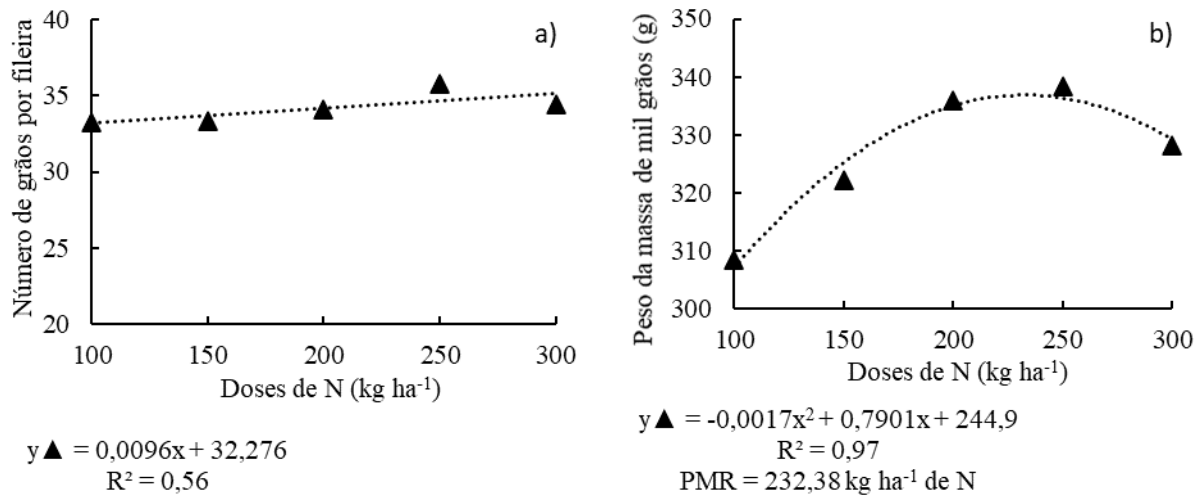 Número de grãos por fileira
40
35
30
25
20
a)
100 150 200 250 300
Doses de N (kg ha⁻¹)
y▲ = 0,0096x + 32,276
R² = 0,56
Peso da massa de mil grãos (g)
350
340
330
320
310
300
b)
100 150 200 250 300
Doses de N (kg ha⁻¹)
y▲ = -0,0017x² + 0,7901x + 244,9
R² = 0,97
PMR = 232,38 kg ha⁻¹ de N